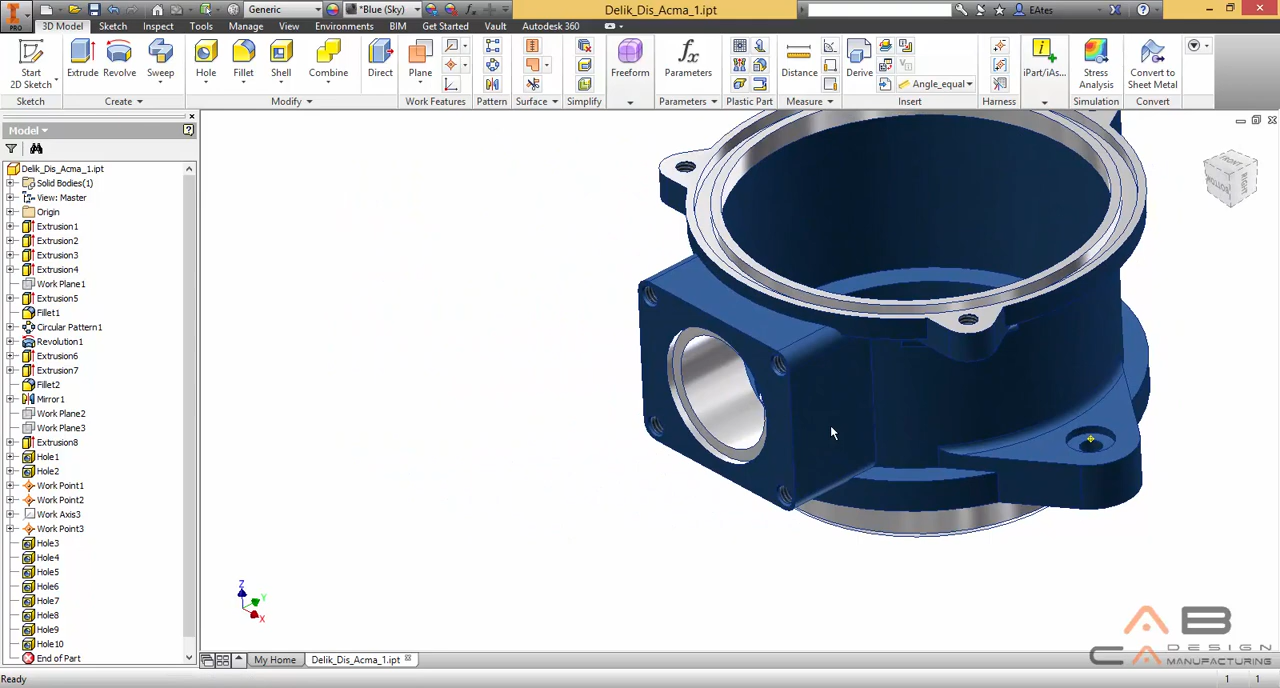 Generic
*Blue (Sky)
Delik_Dis_Acma_1.ipt
EAtes
PRO
3D Model
Sketch
Inspect
Tools
Manage
View
Environments
BIM
Get Started
Vault
Autodesk 360
Start
2D Sketch
Extrude
Revolve
Sweep
Hole
Fillet
Shell
Combine
Direct
Plane
Freeform
Parameters
Distance
Derive
Angle_equal
iPart/iAs...
Stress
Analysis
Convert to
Sheet Metal
Sketch
Create
Modify
Work Features
Pattern
Surface
Simplify
Parameters
Plastic Part
Measure
Insert
Harness
Simulation
Convert
Model
Delik_Dis_Acma_1.ipt
Solid Bodies(1)
View: Master
Origin
Extrusion1
Extrusion2
Extrusion3
Extrusion4
Work Plane1
Extrusion5
Fillet1
Circular Pattern1
Revolution1
Extrusion6
Extrusion7
Fillet2
Mirror1
Work Plane2
Work Plane3
Extrusion8
Hole1
Hole2
Work Point1
Work Point2
Work Axis3
Work Point3
Hole3
Hole4
Hole5
Hole6
Hole7
Hole8
Hole9
Hole10
End of Part
FRONT
RIGHT
BOTTOM
Z
Y
X
My Home
Delik_Dis_Acma_1.ipt
Ready
1 1
AB
CA DESIGN
MANUFACTURING